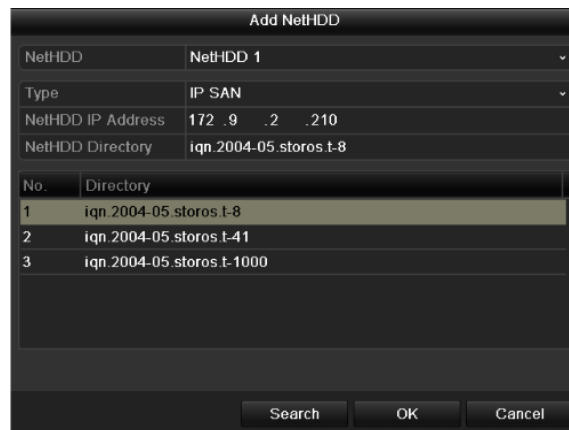 Add NetHDD
NetHDD NetHDD 1
Type IP SAN
NetHDD IP Address 172 .9 .2 .210
NetHDD Directory iqn.2004-05.storos.t-8
No. Directory
1 iqn.2004-05.storos.t-8
2 iqn.2004-05.storos.t-41
3 iqn.2004-05.storos.t-1000
Search OK Cancel